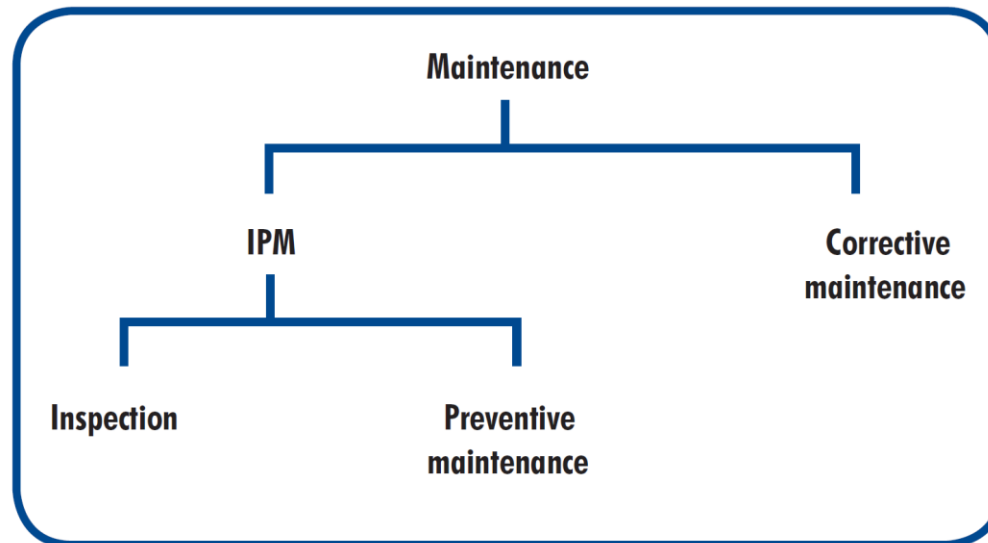 Maintenance
IPM
Corrective
maintenance
Inspection
Preventive
maintenance